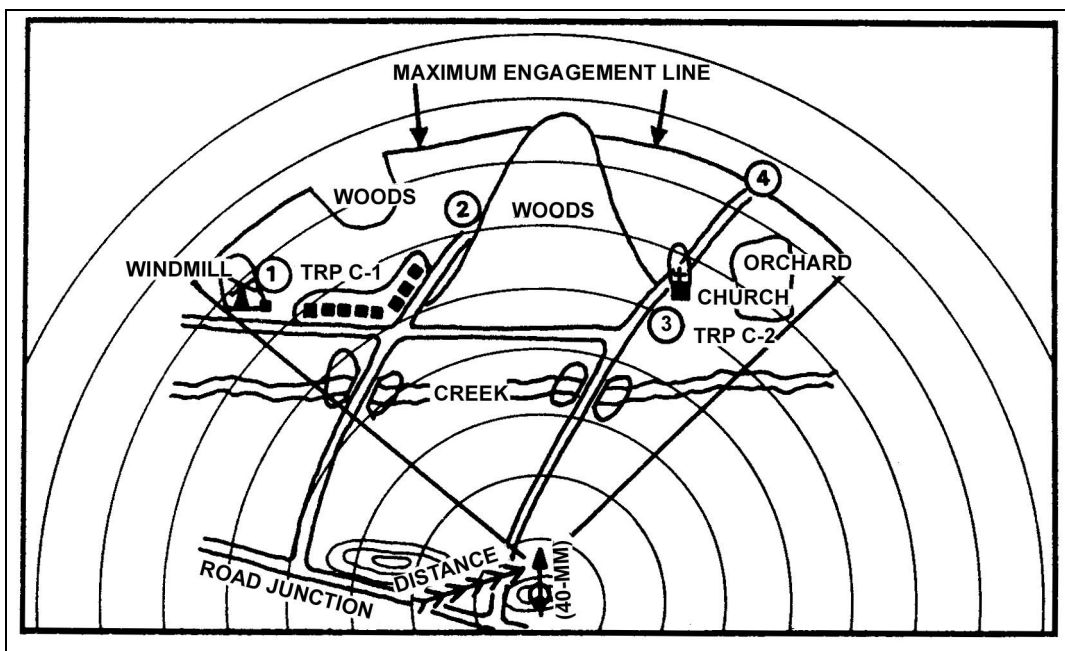 MAXIMUM ENGAGEMENT LINE
4
WOODS
2
WOODS
WINDMILL
1
TRP C-1
ORCHARD
CHURCH
3
TRP C-2
CREEK
DISTANCE
ROAD JUNCTION
(40-MM)